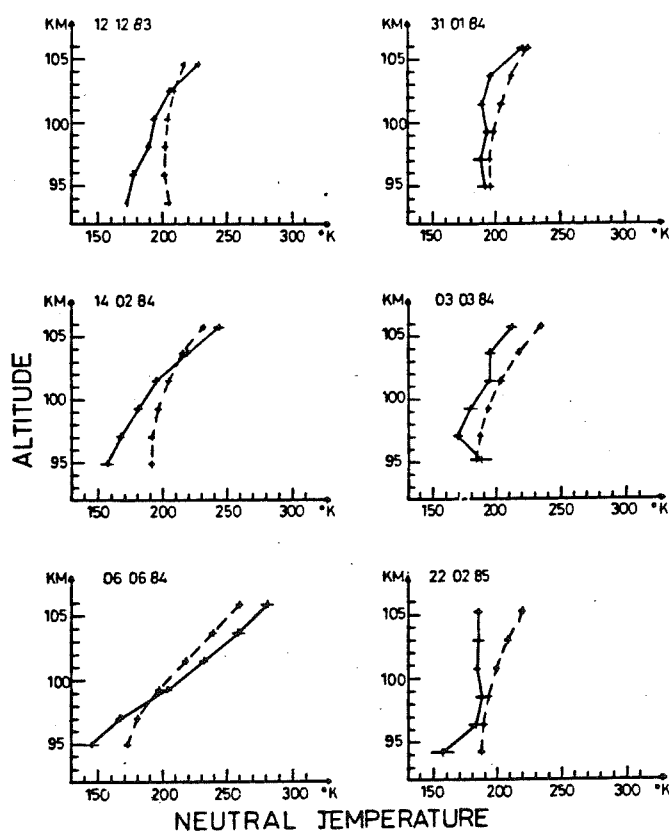 KM 12 12 83
105
100
95
150 200 250 300 °K
KM 31 01 84
105
100
95
150 200 250 300 °K
KM 14 02 84
105
100
95
150 200 250 300 °K
KM 03 03 84
105
100
95
150 200 250 300 °K
ALTITUDE
KM 06 06 84
105
100
95
150 200 250 300 °K
KM 22 02 85
105
100
95
150 200 250 300 °K
NEUTRAL TEMPERATURE